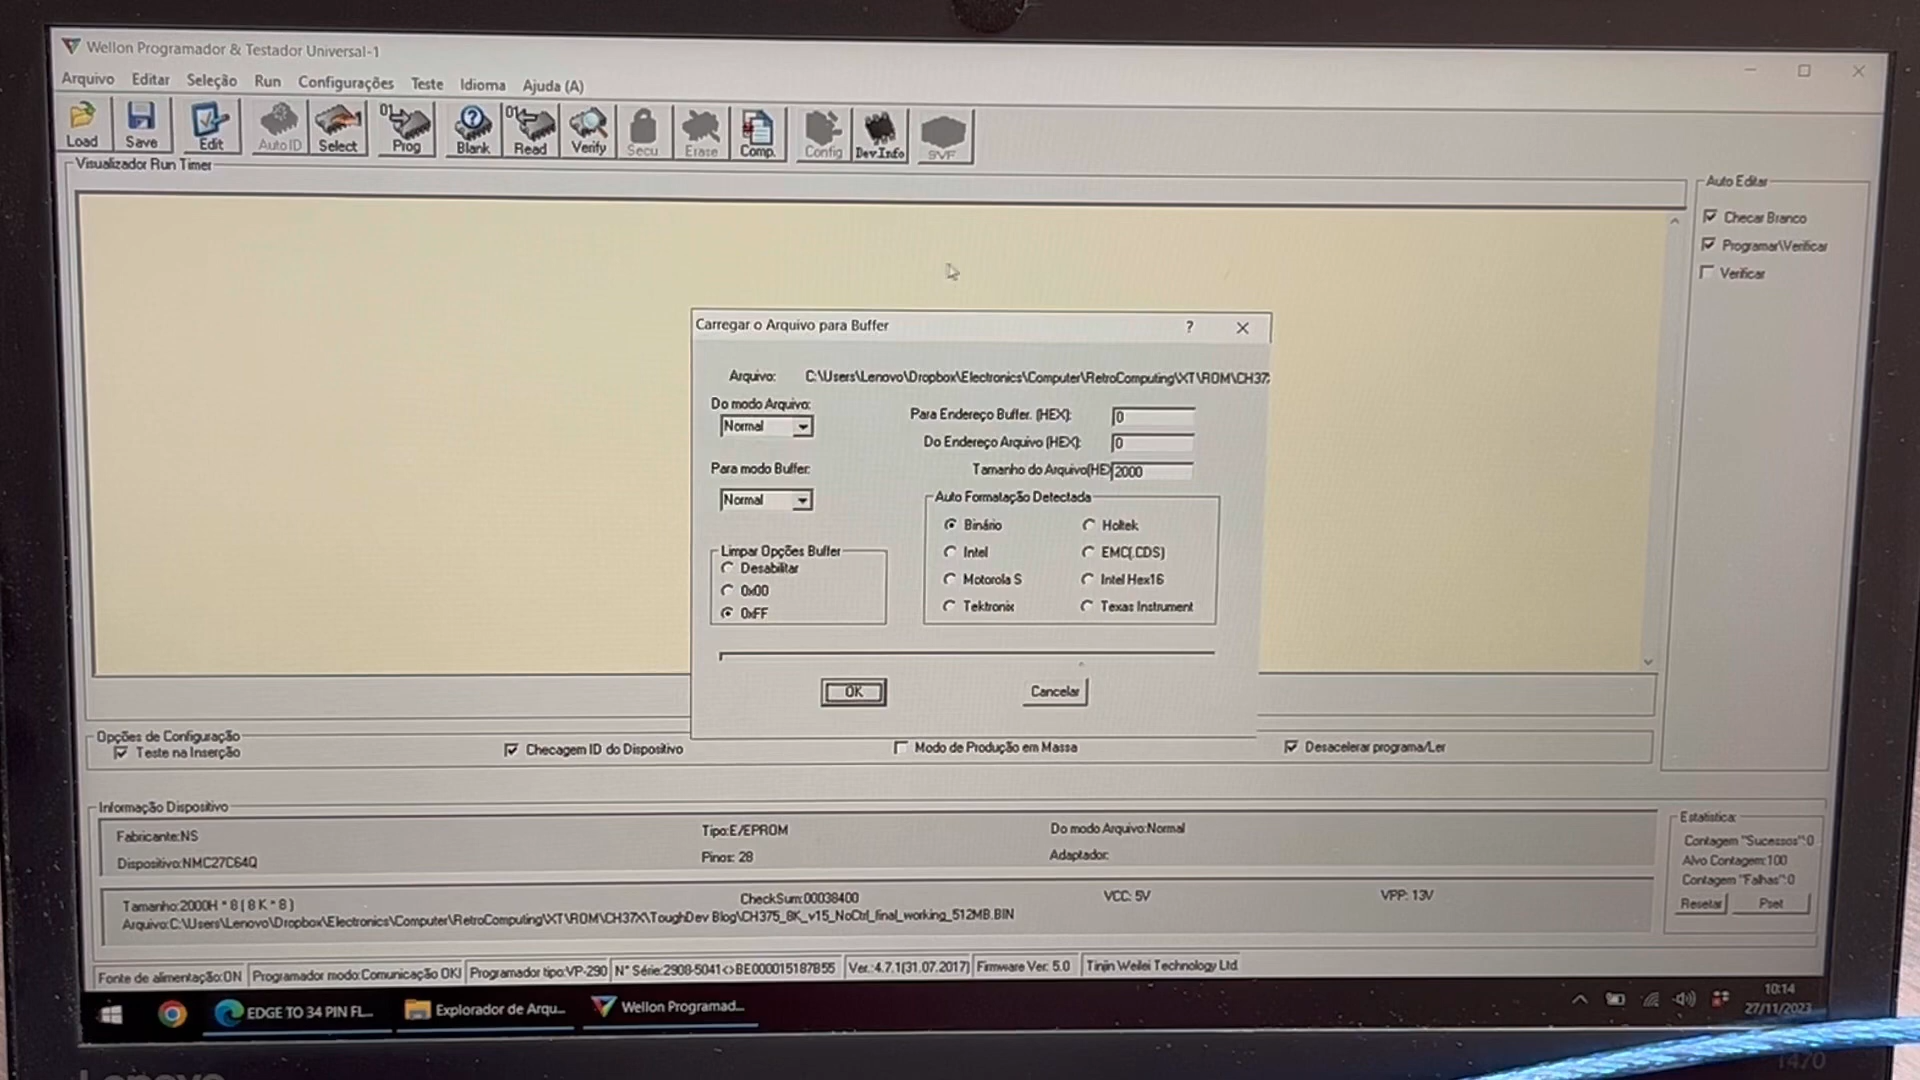 Wellon Programador & Testador Universal-1
Arquivo Editar Seleção Run Configurações Teste Idioma Ajuda (A)
Load Save Edit AutoID Select Prog Blank Read Verify Secu Erase Comp. Config Dev.Info SVF
Visualizador Run Timer
Auto Editar
Checar Branco
Programar\Verificar
Verificar
Carregar o Arquivo para Buffer ?
Arquivo: C:\Users\Lenovo\Dropbox\Electronics\Computer\RetroComputing\XT\ROM\CH37
Do modo Arquivo:
Normal
Para Endereço Buffer. (HEX): 0
Do Endereço Arquivo (HEX): 0
Para modo Buffer:
Tamanho do Arquivo(HE 2000
Normal
Auto Formatação Detectada
Binário Holtek
Intel EMC(.CDS)
Motorola S Intel Hex16
Tektronix Texas Instrument
Limpar Opções Buffer
Desabilitar
0x00
0xFF
OK Cancelar
Opções de Configuração
Teste na Inserção Checagem ID do Dispositivo Modo de Produção em Massa Desacelerar programa/Ler
Informação Dispositivo
Fabricante:NS Tipo:E/EPROM Do modo Arquivo:Normal
Dispositivo:NMC27C64Q Pinos: 28 Adaptador:
Tamanho:2000H * 8 ( 8 K * 8 ) CheckSum:00038400 VCC: 5V VPP: 13V
Arquivo:C:\Users\Lenovo\Dropbox\Electronics\Computer\RetroComputing\XT\ROM\CH37X\ToughDev Blog\CH375_8K_v15_NoCtrl_final_working_512MB.BIN
Estatística:
Contagem "Sucessos":0
Alvo Contagem:100
Contagem "Falhas":0
Resetar Pset
Fonte de alimentação:ON Programador modo:Comunicação OK! Programador tipo:VP-290 N° Série:2908-5041<>BE000015187B55 Ver.:4.7.1(31.07.2017) Firmware Ver: 5.0 Tinjin Weilei Technology Ltd
EDGE TO 34 PIN FL... Explorador de Arqu... Wellon Programad...
10:14
27/11/2023
Lenovo
T470